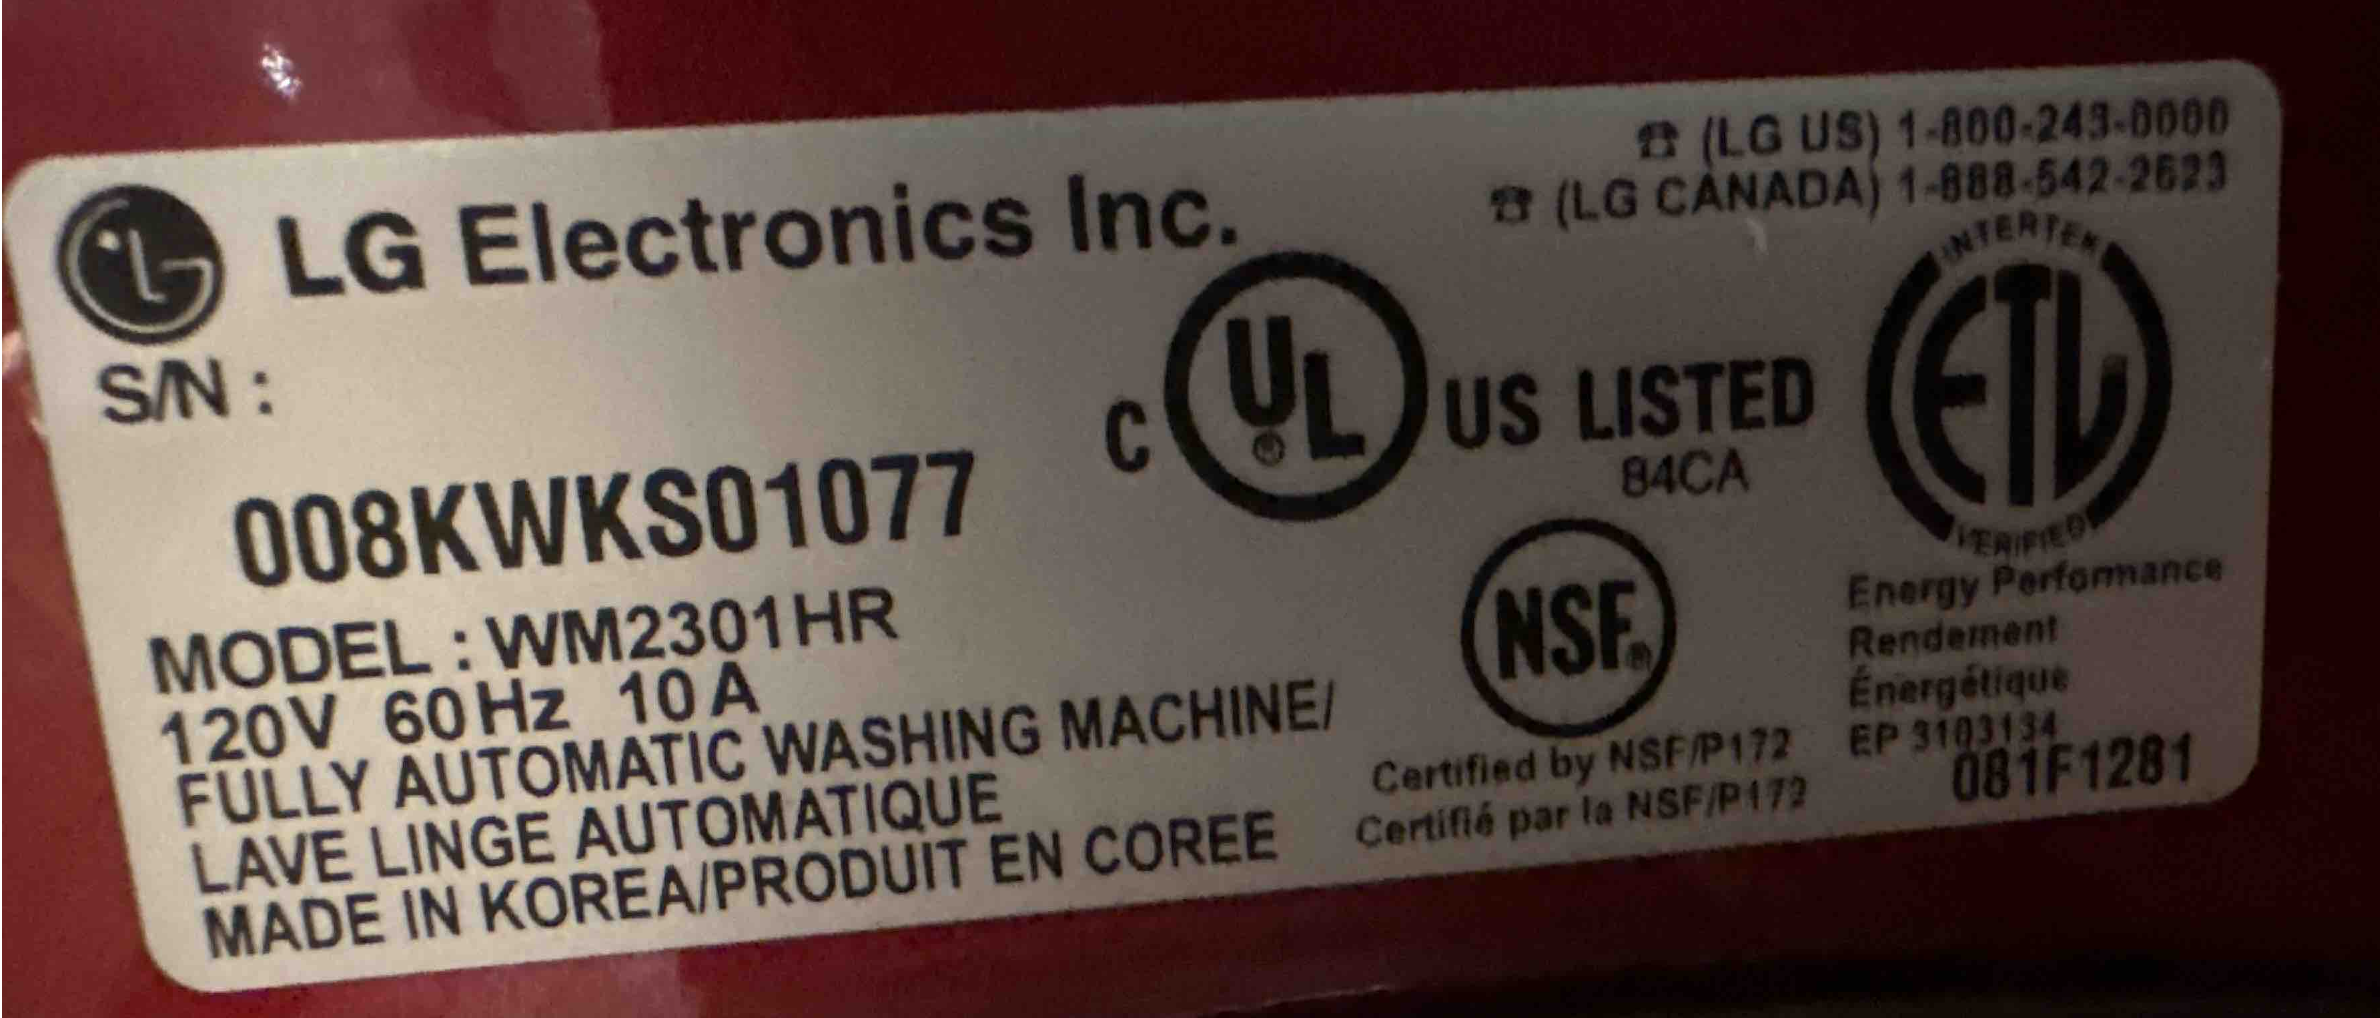 LG LG Electronics Inc.
(LG US) 1-800-243-0000
(LG CANADA) 1-888-542-2623
S/N :
008KWKS01077
C UL® US LISTED
84CA
INTERTEK
ETL
VERIFIED
Energy Performance
Rendement
Énergétique
EP 3103134
081F1281
NSF®
Certified by NSF/P172
Certifié par la NSF/P172
MODEL : WM2301HR
120V 60Hz 10A
FULLY AUTOMATIC WASHING MACHINE/
LAVE LINGE AUTOMATIQUE
MADE IN KOREA/PRODUIT EN COREE